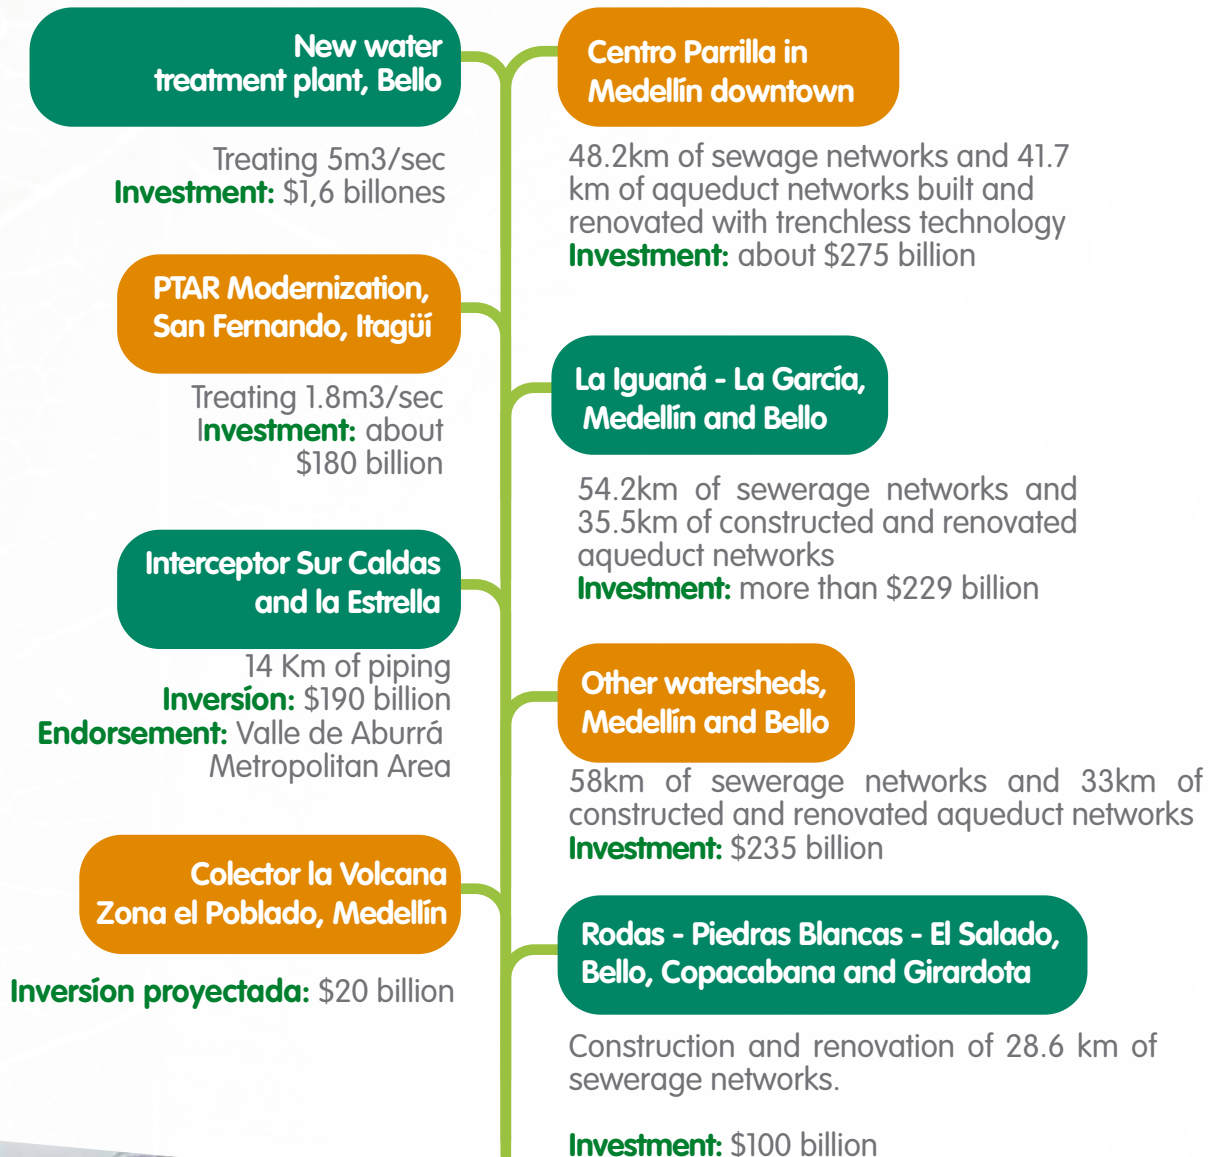 New water
treatment plant, Bello
Treating 5m3/sec
Investment: $1,6 billones
PTAR Modernization,
San Fernando, Itagüí
Treating 1.8m3/sec
Investment: about
$180 billion
Interceptor Sur Caldas
and la Estrella
14 Km of piping
Inversíon: $190 billion
Endorsement: Valle de Aburrá
Metropolitan Area
Colector la Volcana
Zona el Poblado, Medellín
Inversíon proyectada: $20 billion
Centro Parrilla in
Medellín downtown
48.2km of sewage networks and 41.7
km of aqueduct networks built and
renovated with trenchless technology
Investment: about $275 billion
La Iguaná - La García,
Medellín and Bello
54.2km of sewerage networks and
35.5km of constructed and renovated
aqueduct networks
Investment: more than $229 billion
Other watersheds,
Medellín and Bello
58km of sewerage networks and 33km of
constructed and renovated aqueduct networks
Investment: $235 billion
Rodas - Piedras Blancas - El Salado,
Bello, Copacabana and Girardota
Construction and renovation of 28.6 km of
sewerage networks.
Investment: $100 billion